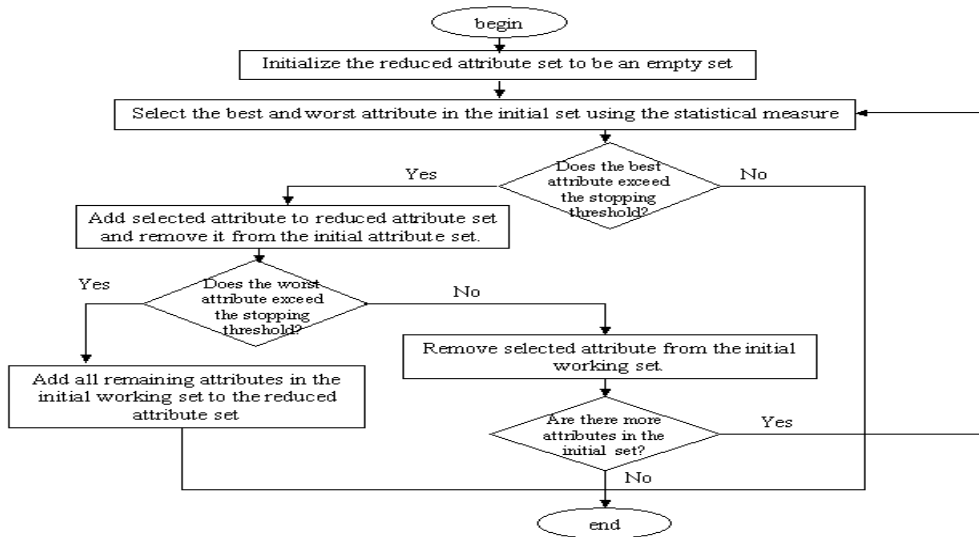 begin
Initialize the reduced attribute set to be an empty set
Select the best and worst attribute in the initial set using the statistical measure
Does the best
attribute exceed
the stopping
threshold?
Yes
No
Add selected attribute to reduced attribute set
and remove it from the initial attribute set.
Does the worst
attribute exceed
the stopping
threshold?
Yes
No
Remove selected attribute from the initial
working set.
Add all remaining attributes in the
initial working set to the reduced
attribute set
Are there more
attributes in the
initial set?
Yes
No
end